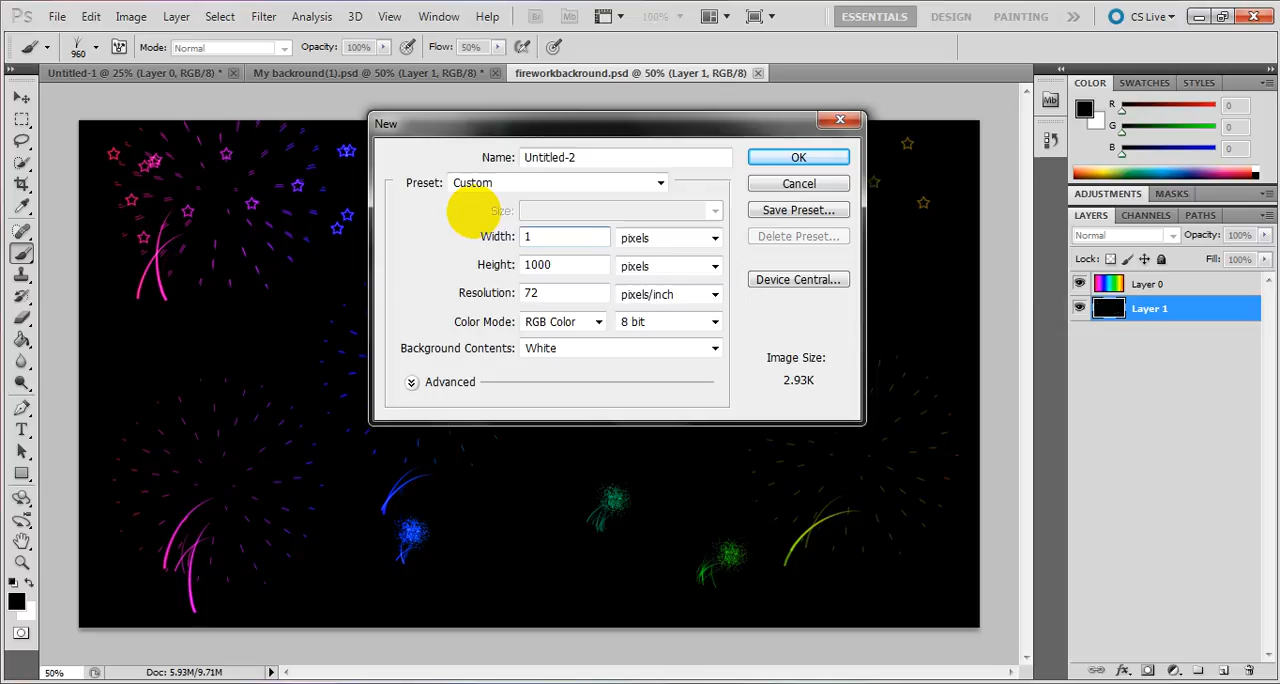 Ps File Edit Image Layer Select Filter Analysis 3D View Window Help Br Mb 100% ESSENTIALS DESIGN PAINTING CS Live
960 Mode: Normal Opacity: 100% Flow: 50%
Untitled-1 @ 25% (Layer 0, RGB/8) * My backround(1).psd @ 50% (Layer 1, RGB/8) * fireworkbackround.psd @ 50% (Layer 1, RGB/8)
New
Name: Untitled-2
Preset: Custom
Size:
Width: 1 pixels
Height: 1000 pixels
Resolution: 72 pixels/inch
Color Mode: RGB Color 8 bit
Background Contents: White
Advanced
OK
Cancel
Save Preset...
Delete Preset...
Device Central...
Image Size:
2.93K
Mb
COLOR SWATCHES STYLES
R 0
G 0
B 0
ADJUSTMENTS MASKS
LAYERS CHANNELS PATHS
Normal Opacity: 100%
Lock: Fill: 100%
Layer 0
Layer 1
T
50% Doc: 5.93M/9.71M
fx